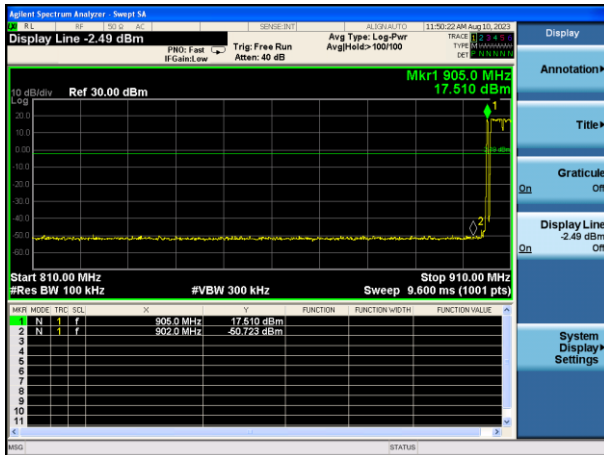 Agilent Spectrum Analyzer - Swept SA
RL RF 50 Ω AC SENSE:INT ALIGNAUTO 11:50:22 AM Aug 10, 2023
Display Line -2.49 dBm
PNO: Fast
IFGain:Low
Trig: Free Run
Atten: 40 dB
Avg Type: Log-Pwr
Avg|Hold>100/100
TRACE 1 2 3 4 5 6
TYPE M
DET P N N N N N
Mkr1 905.0 MHz
17.510 dBm
10 dB/div Ref 30.00 dBm
Log
20.0
10.0
0.00
-10.0
-20.0
-30.0
-40.0
-50.0
-60.0
1
2
Start 810.00 MHz Stop 910.00 MHz
#Res BW 100 kHz #VBW 300 kHz Sweep 9.600 ms (1001 pts)
MKR MODE TRC SCL X Y FUNCTION FUNCTION WIDTH FUNCTION VALUE
1 N 1 f 905.0 MHz 17.510 dBm
2 N 1 f 902.0 MHz -50.723 dBm
3
4
5
6
7
8
9
10
11
MSG STATUS
Display
Annotation
Title
Graticule
On Off
Display Line
-2.49 dBm
On Off
System
Display
Settings